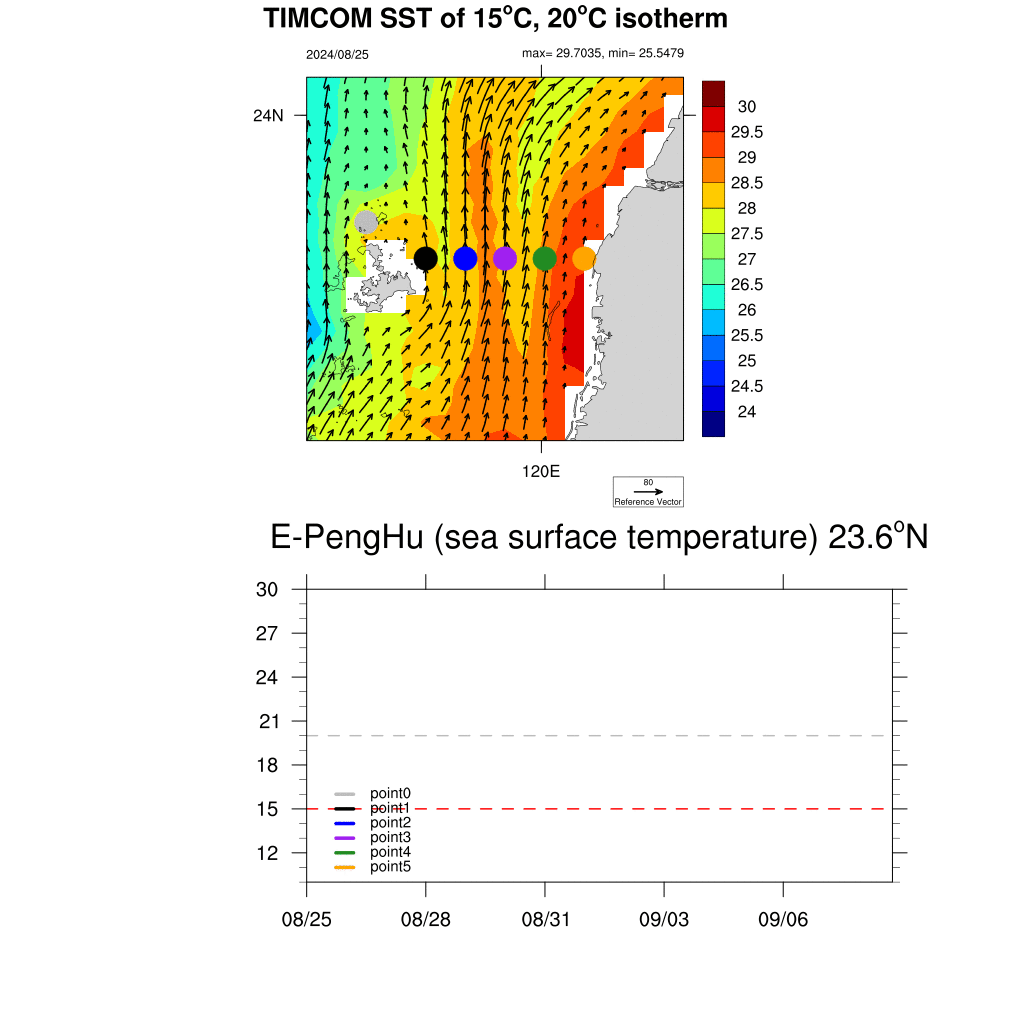 TIMCOM SST of 15°C, 20°C isotherm
2024/08/25
max= 29.7035, min= 25.5479
24N
120E
30
29.5
29
28.5
28
27.5
27
26.5
26
25.5
25
24.5
24
80
Reference Vector
E-PengHu (sea surface temperature) 23.6°N
30
27
24
21
18
15
12
point0
point1
point2
point3
point4
point5
08/25
08/28
08/31
09/03
09/06